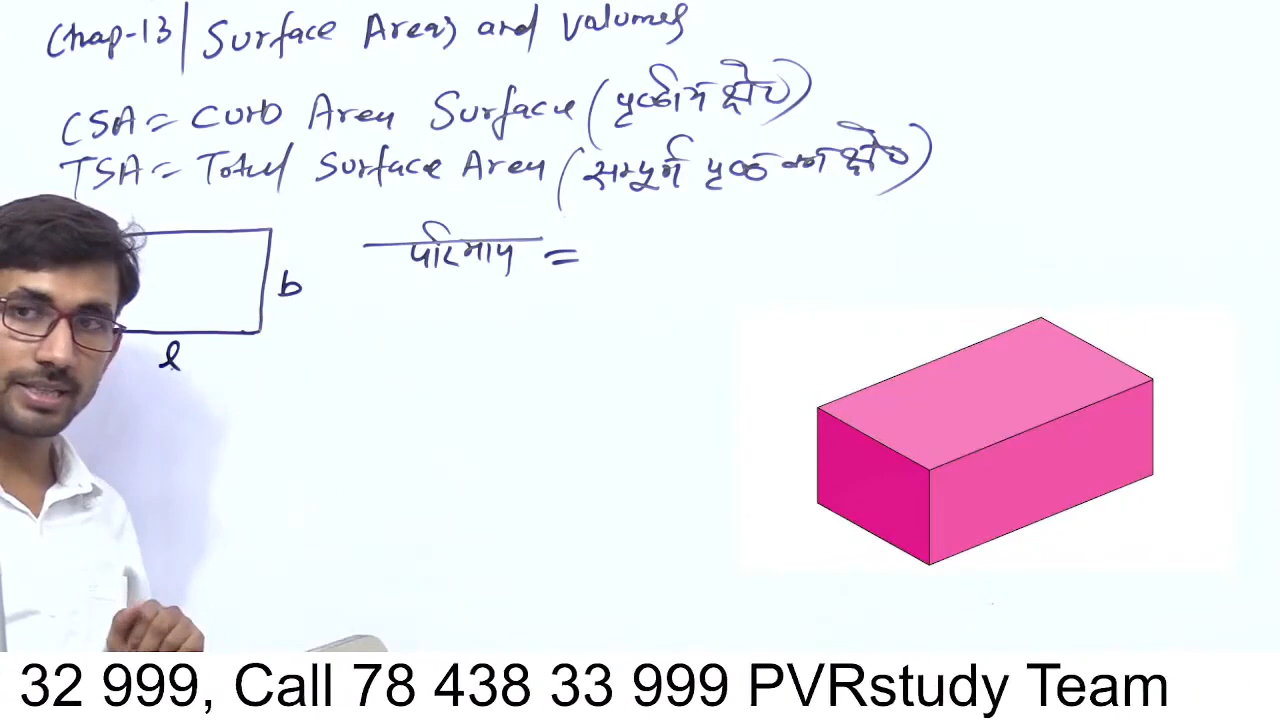 Chap-13 | Surface Areas and Volumes
CSA = Curb Area Surface (पृष्ठीय क्षेत्र)
TSA = Total Surface Area (सम्पूर्ण पृष्ठ का क्षेत्र)
परिमाप =
b
l
32 999, Call 78 438 33 999 PVRstudy Team